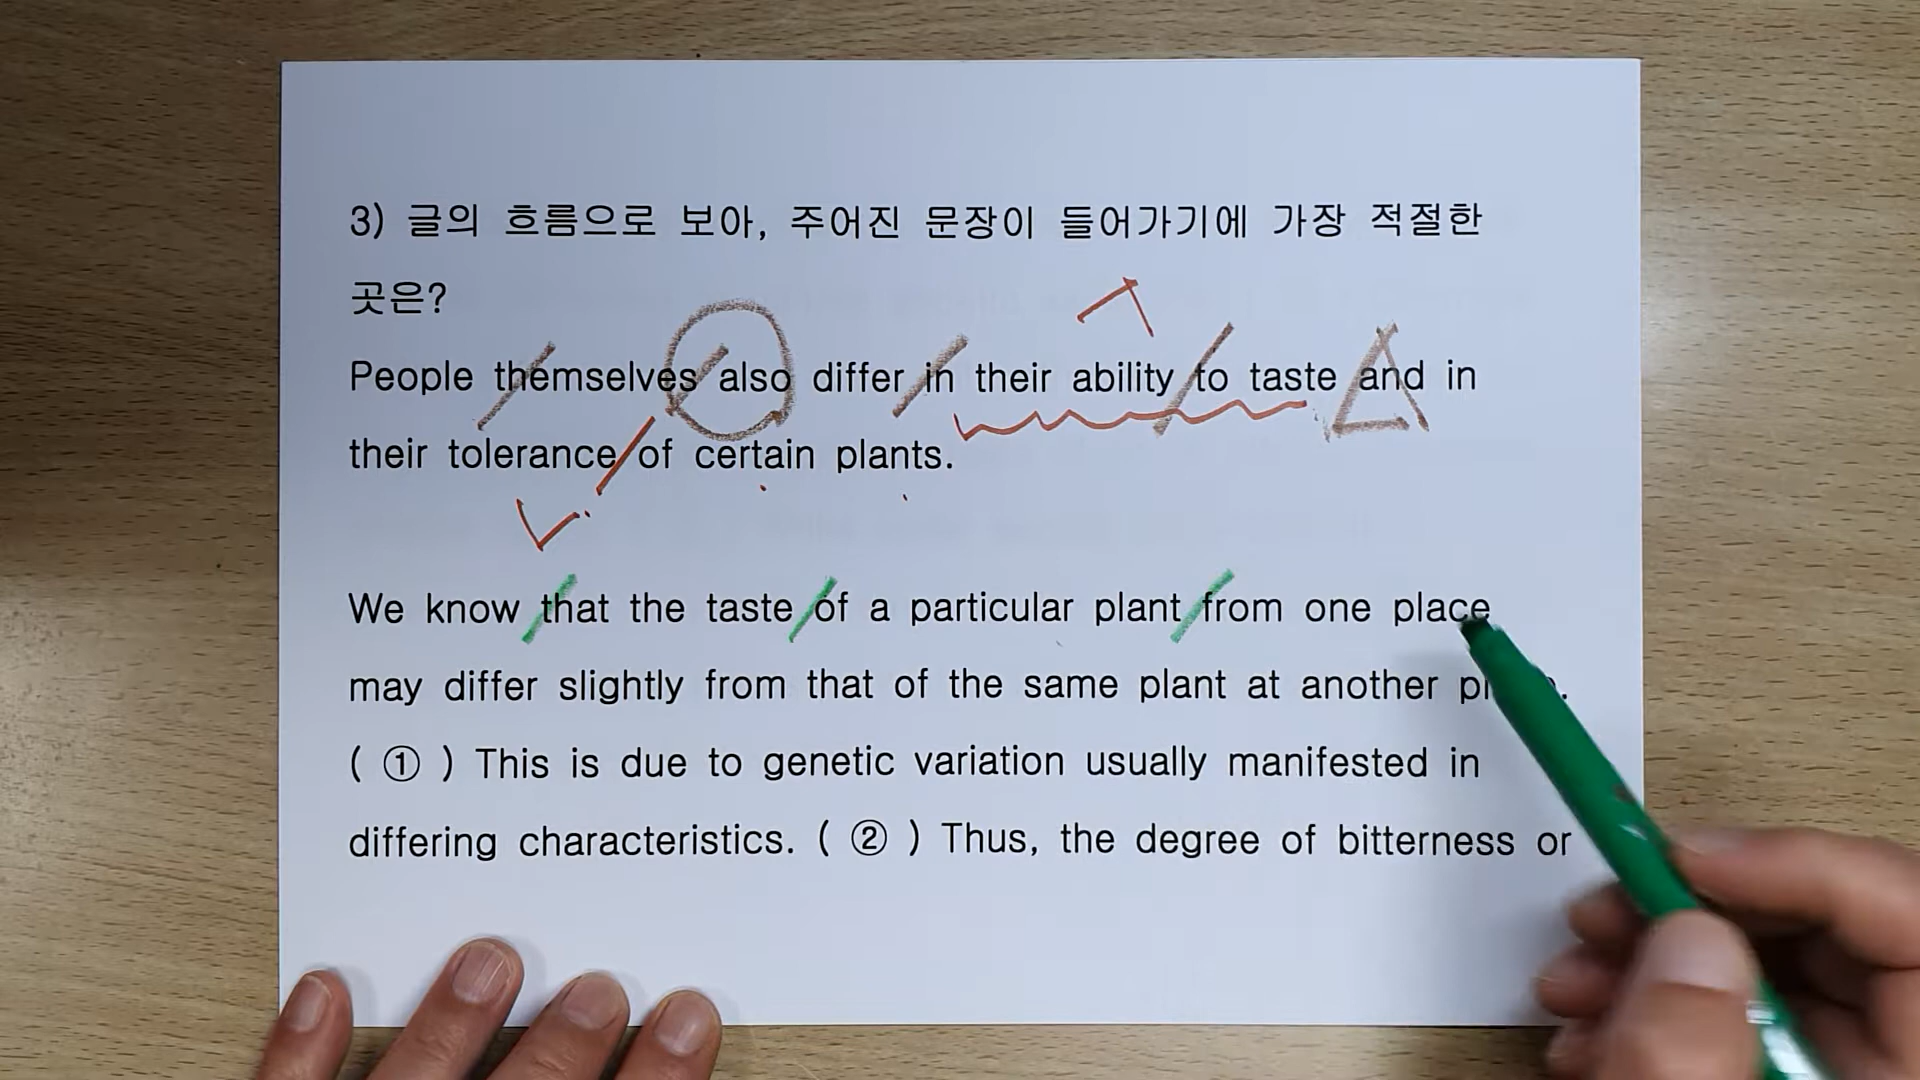 3) 글의 흐름으로 보아, 주어진 문장이 들어가기에 가장 적절한
곳은?
People themselves also differ in their ability to taste and in
their tolerance of certain plants.
We know that the taste of a particular plant from one place
may differ slightly from that of the same plant at another
( ① ) This is due to genetic variation usually manifested in
differing characteristics. ( ② ) Thus, the degree of bitterness or